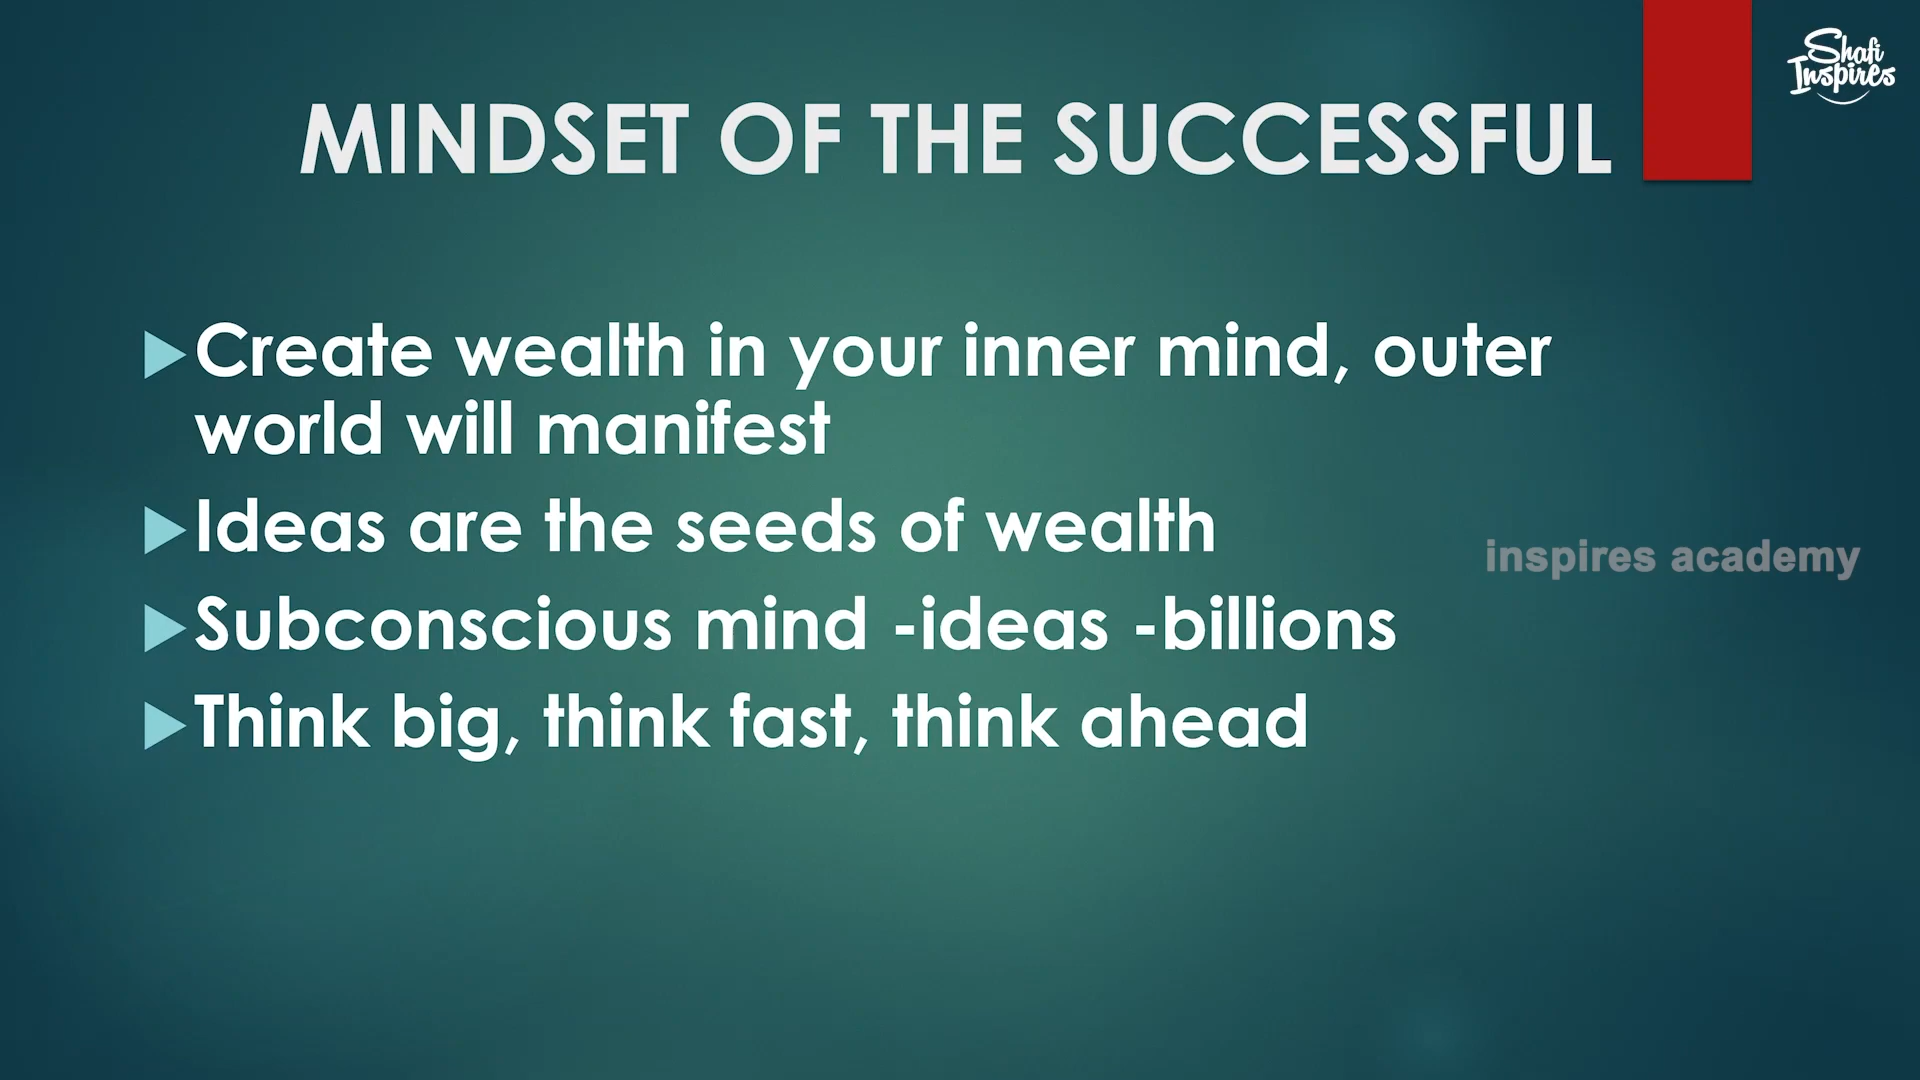 Shafi
Inspires
MINDSET OF THE SUCCESSFUL
Create wealth in your inner mind, outer
world will manifest
Ideas are the seeds of wealth
inspires academy
Subconscious mind -ideas -billions
Think big, think fast, think ahead